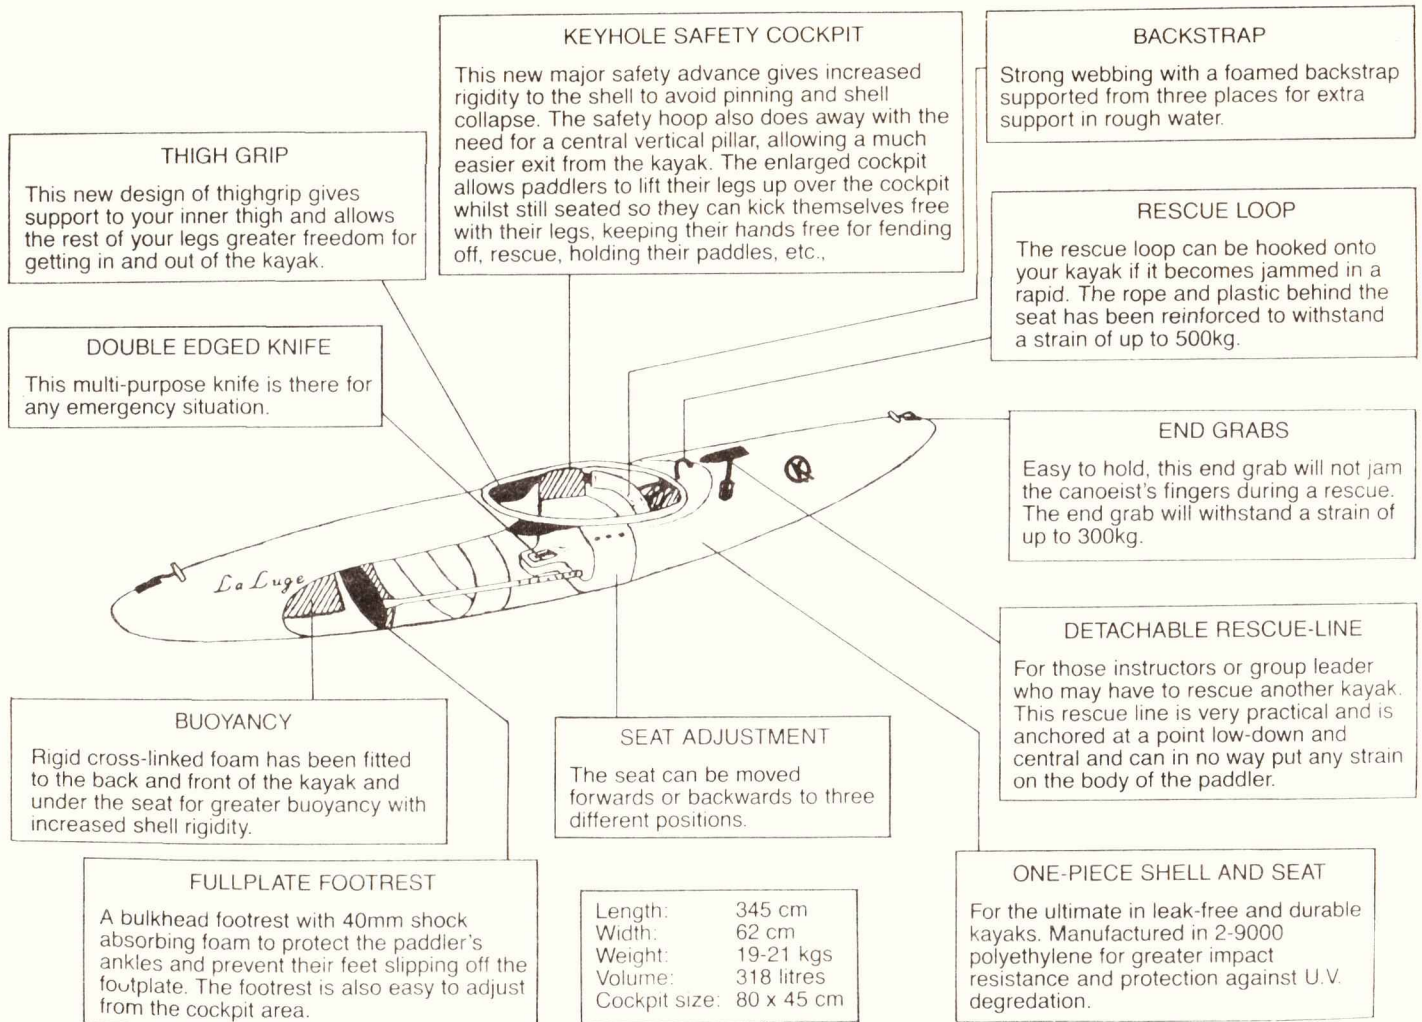 KEYHOLE SAFETY COCKPIT
This new major safety advance gives increased
rigidity to the shell to avoid pinning and shell
collapse. The safety hoop also does away with the
need for a central vertical pillar, allowing a much
easier exit from the kayak. The enlarged cockpit
allows paddlers to lift their legs up over the cockpit
whilst still seated so they can kick themselves free
with their legs, keeping their hands free for fending
off, rescue, holding their paddles, etc.,
BACKSTRAP
Strong webbing with a foamed backstrap
supported from three places for extra
support in rough water.
THIGH GRIP
This new design of thighgrip gives
support to your inner thigh and allows
the rest of your legs greater freedom for
getting in and out of the kayak.
RESCUE LOOP
The rescue loop can be hooked onto
your kayak if it becomes jammed in a
rapid. The rope and plastic behind the
seat has been reinforced to withstand
a strain of up to 500kg.
DOUBLE EDGED KNIFE
This multi-purpose knife is there for
any emergency situation.
END GRABS
Easy to hold, this end grab will not jam
the canoeist's fingers during a rescue.
The end grab will withstand a strain of
up to 300kg.
La Luge
DETACHABLE RESCUE-LINE
For those instructors or group leader
who may have to rescue another kayak.
This rescue line is very practical and is
anchored at a point low-down and
central and can in no way put any strain
on the body of the paddler.
BUOYANCY
Rigid cross-linked foam has been fitted
to the back and front of the kayak and
under the seat for greater buoyancy with
increased shell rigidity.
SEAT ADJUSTMENT
The seat can be moved
forwards or backwards to three
different positions.
FULLPLATE FOOTREST
A bulkhead footrest with 40mm shock
absorbing foam to protect the paddler's
ankles and prevent their feet slipping off the
footplate. The footrest is also easy to adjust
from the cockpit area.
Length: 345 cm
Width: 62 cm
Weight: 19-21 kgs
Volume: 318 litres
Cockpit size: 80 x 45 cm
ONE-PIECE SHELL AND SEAT
For the ultimate in leak-free and durable
kayaks. Manufactured in 2-9000
polyethylene for greater impact
resistance and protection against U.V.
degredation.